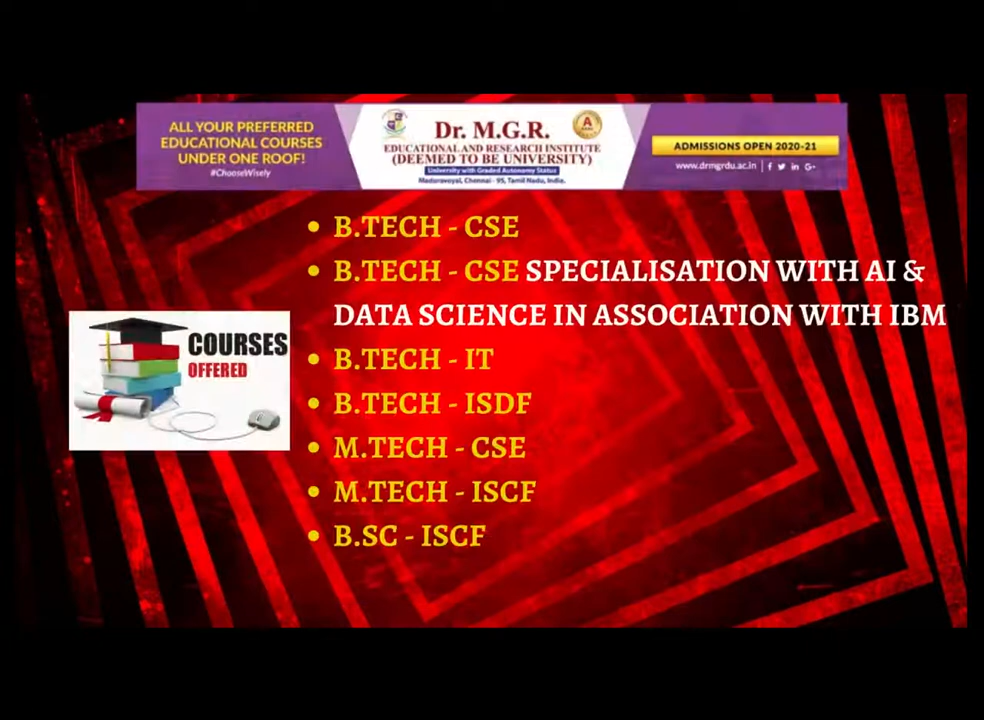 ALL YOUR PREFERRED
EDUCATIONAL COURSES
UNDER ONE ROOF!
#ChooseWisely
Dr. M.G.R.
EDUCATIONAL AND RESEARCH INSTITUTE
(DEEMED TO BE UNIVERSITY)
University with Graded Autonomy Status
Maduravoyal, Chennai - 95, Tamil Nadu, India.
A
ADMISSIONS OPEN 2020-21
www.drmgrdu.ac.in
COURSES
OFFERED
• B.TECH - CSE
• B.TECH - CSE SPECIALISATION WITH AI &
DATA SCIENCE IN ASSOCIATION WITH IBM
• B.TECH - IT
• B.TECH - ISDF
• M.TECH - CSE
• M.TECH - ISCF
• B.SC - ISCF